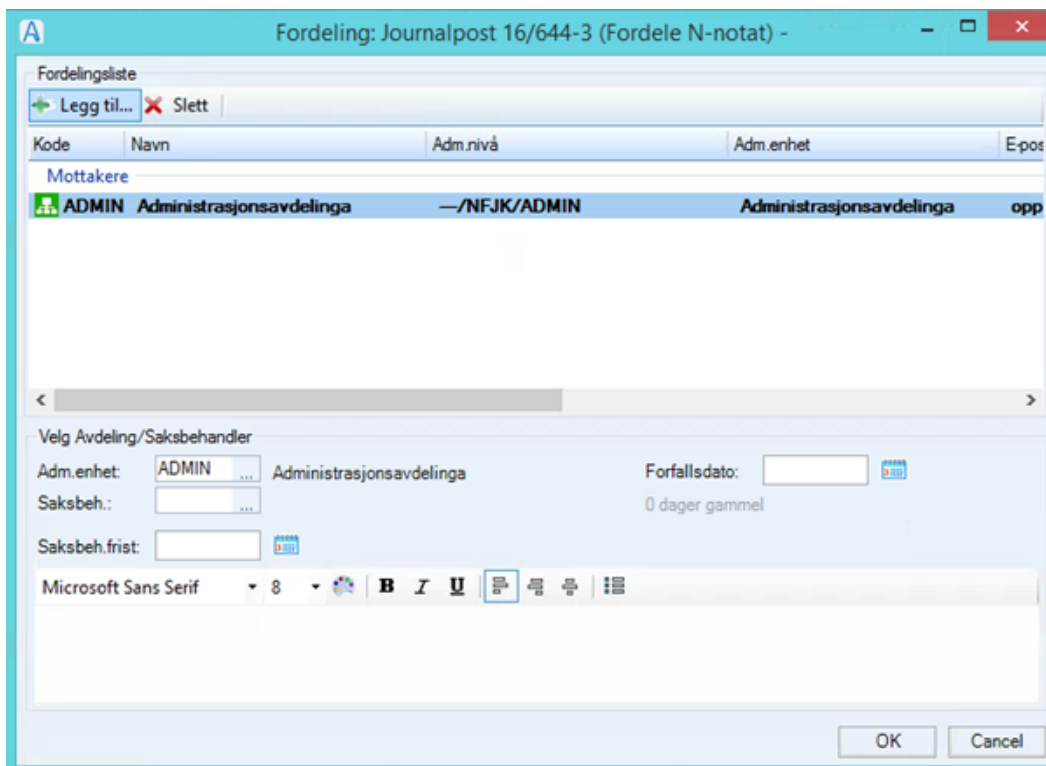 A Fordeling: Journalpost 16/644-3 (Fordele N-notat) -
Fordelingsliste
Legg til... Slett
Kode Navn Adm.nivå Adm.enhet E-pos
Mottakere
ADMIN Administrasjonsavdelinga —/NFJK/ADMIN Administrasjonsavdelinga opp
Velg Avdeling/Saksbehandler
Adm.enhet: ADMIN ... Administrasjonsavdelinga Forfallsdato:
Saksbeh.: ... 0 dager gammel
Saksbeh.frist:
Microsoft Sans Serif 8 B I U
OK Cancel